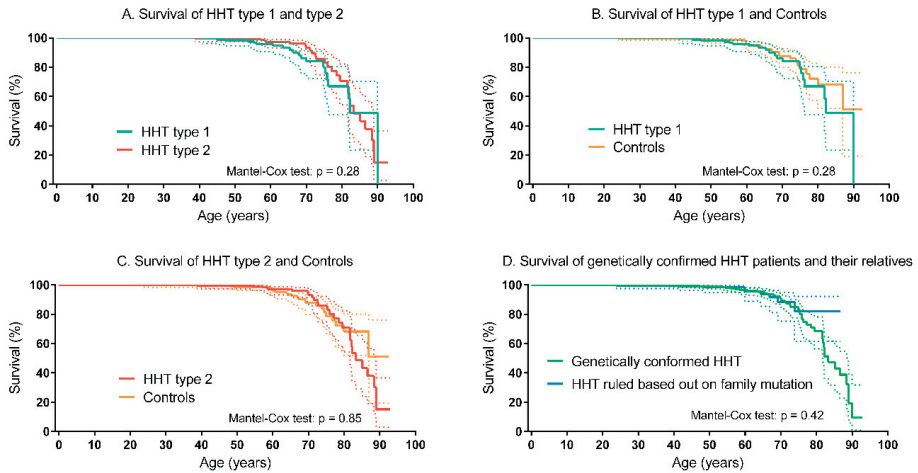 A. Survival of HHT type 1 and type 2
100
80
60
40
20
0
Survival (%)
HHT type 1
HHT type 2
Mantel-Cox test: p = 0.28
0 10 20 30 40 50 60 70 80 90 100
Age (years)
B. Survival of HHT type 1 and Controls
100
80
60
40
20
0
Survival (%)
HHT type 1
Controls
Mantel-Cox test: p = 0.28
0 10 20 30 40 50 60 70 80 90 100
Age (years)
C. Survival of HHT type 2 and Controls
100
80
60
40
20
0
Survival (%)
HHT type 2
Controls
Mantel-Cox test: p = 0.85
0 10 20 30 40 50 60 70 80 90 100
Age (years)
D. Survival of genetically confirmed HHT patients and their relatives
100
80
60
40
20
0
Survival (%)
Genetically conformed HHT
HHT ruled based out on family mutation
Mantel-Cox test: p = 0.42
0 10 20 30 40 50 60 70 80 90 100
Age (years)